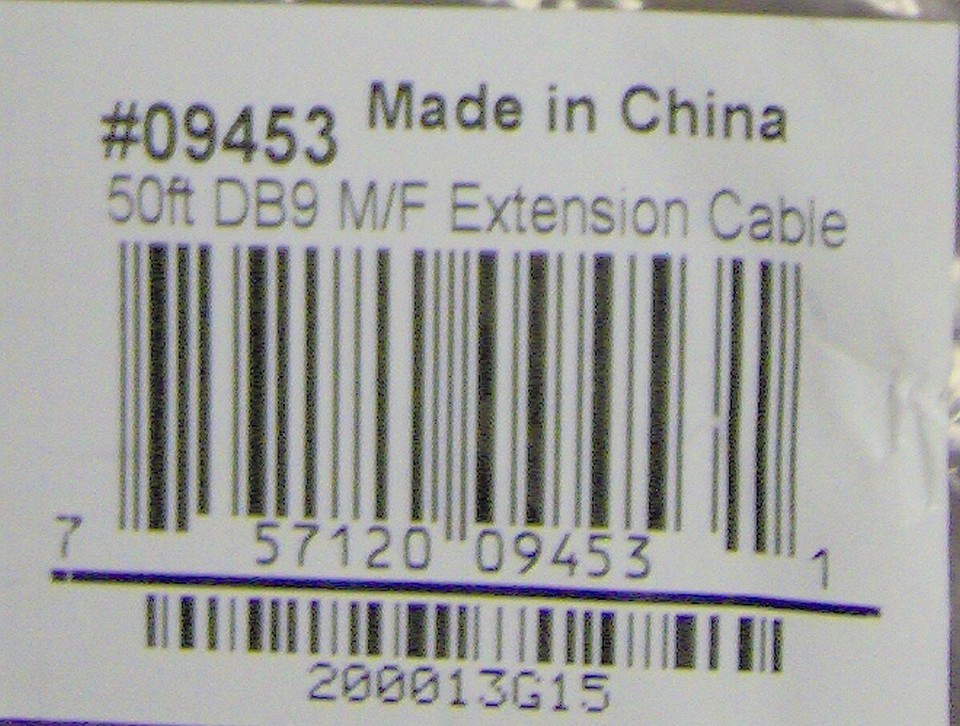 #09453 Made in China
50ft DB9 M/F Extension Cable
7 57120 09453 1
200013G15